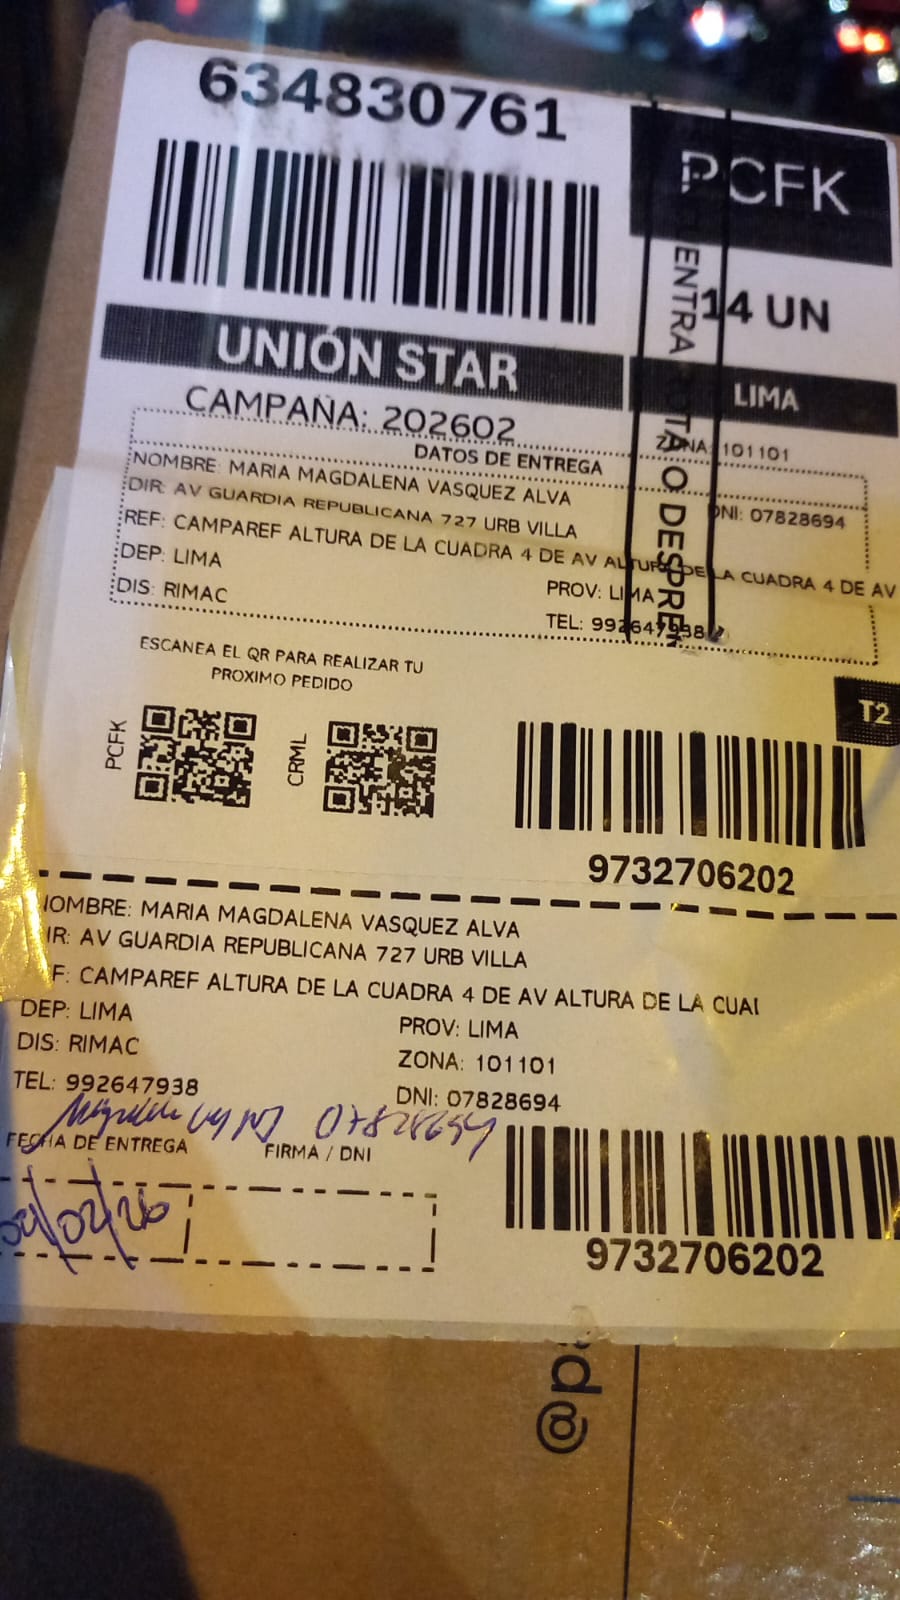 634830761
PCFK
14 UN
UNIÓN STAR
LIMA
CAMPAÑA: 202602
ZONA: 101101
DATOS DE ENTREGA
NOMBRE: MARIA MAGDALENA VASQUEZ ALVA
DNI: 07828694
DIR: AV GUARDIA REPUBLICANA 727 URB VILLA
REF: CAMPAREF ALTURA DE LA CUADRA 4 DE AV ALTURA DE LA CUADRA 4 DE AV
DEP: LIMA
PROV: LIMA
DIS: RIMAC
TEL: 992647938
ENTRA
O DESPREN
ESCANEA EL QR PARA REALIZAR TU
PROXIMO PEDIDO
PCFK
CRML
T2
9732706202
NOMBRE: MARIA MAGDALENA VASQUEZ ALVA
IR: AV GUARDIA REPUBLICANA 727 URB VILLA
F: CAMPAREF ALTURA DE LA CUADRA 4 DE AV ALTURA DE LA CUAI
DEP: LIMA
PROV: LIMA
DIS: RIMAC
ZONA: 101101
TEL: 992647938
DNI: 07828694
07828694
FECHA DE ENTREGA
FIRMA / DNI
/02/26
9732706202
@p